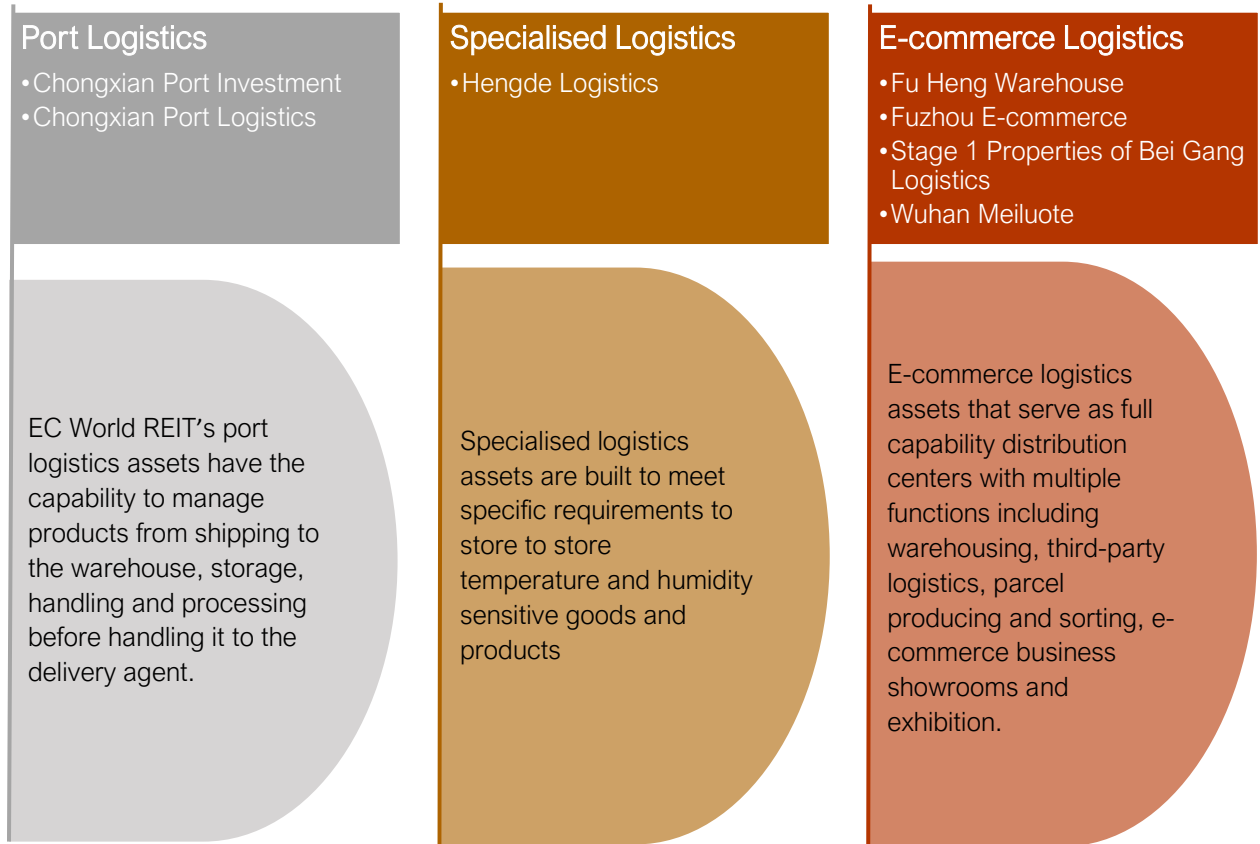 Port Logistics
•Chongxian Port Investment
•Chongxian Port Logistics
EC World REIT’s port
logistics assets have the
capability to manage
products from shipping to
the warehouse, storage,
handling and processing
before handling it to the
delivery agent.
Specialised Logistics
•Hengde Logistics
Specialised logistics
assets are built to meet
specific requirements to
store to store
temperature and humidity
sensitive goods and
products
E-commerce Logistics
•Fu Heng Warehouse
•Fuzhou E-commerce
•Stage 1 Properties of Bei Gang
Logistics
•Wuhan Meiluote
E-commerce logistics
assets that serve as full
capability distribution
centers with multiple
functions including
warehousing, third-party
logistics, parcel
producing and sorting, e-
commerce business
showrooms and
exhibition.